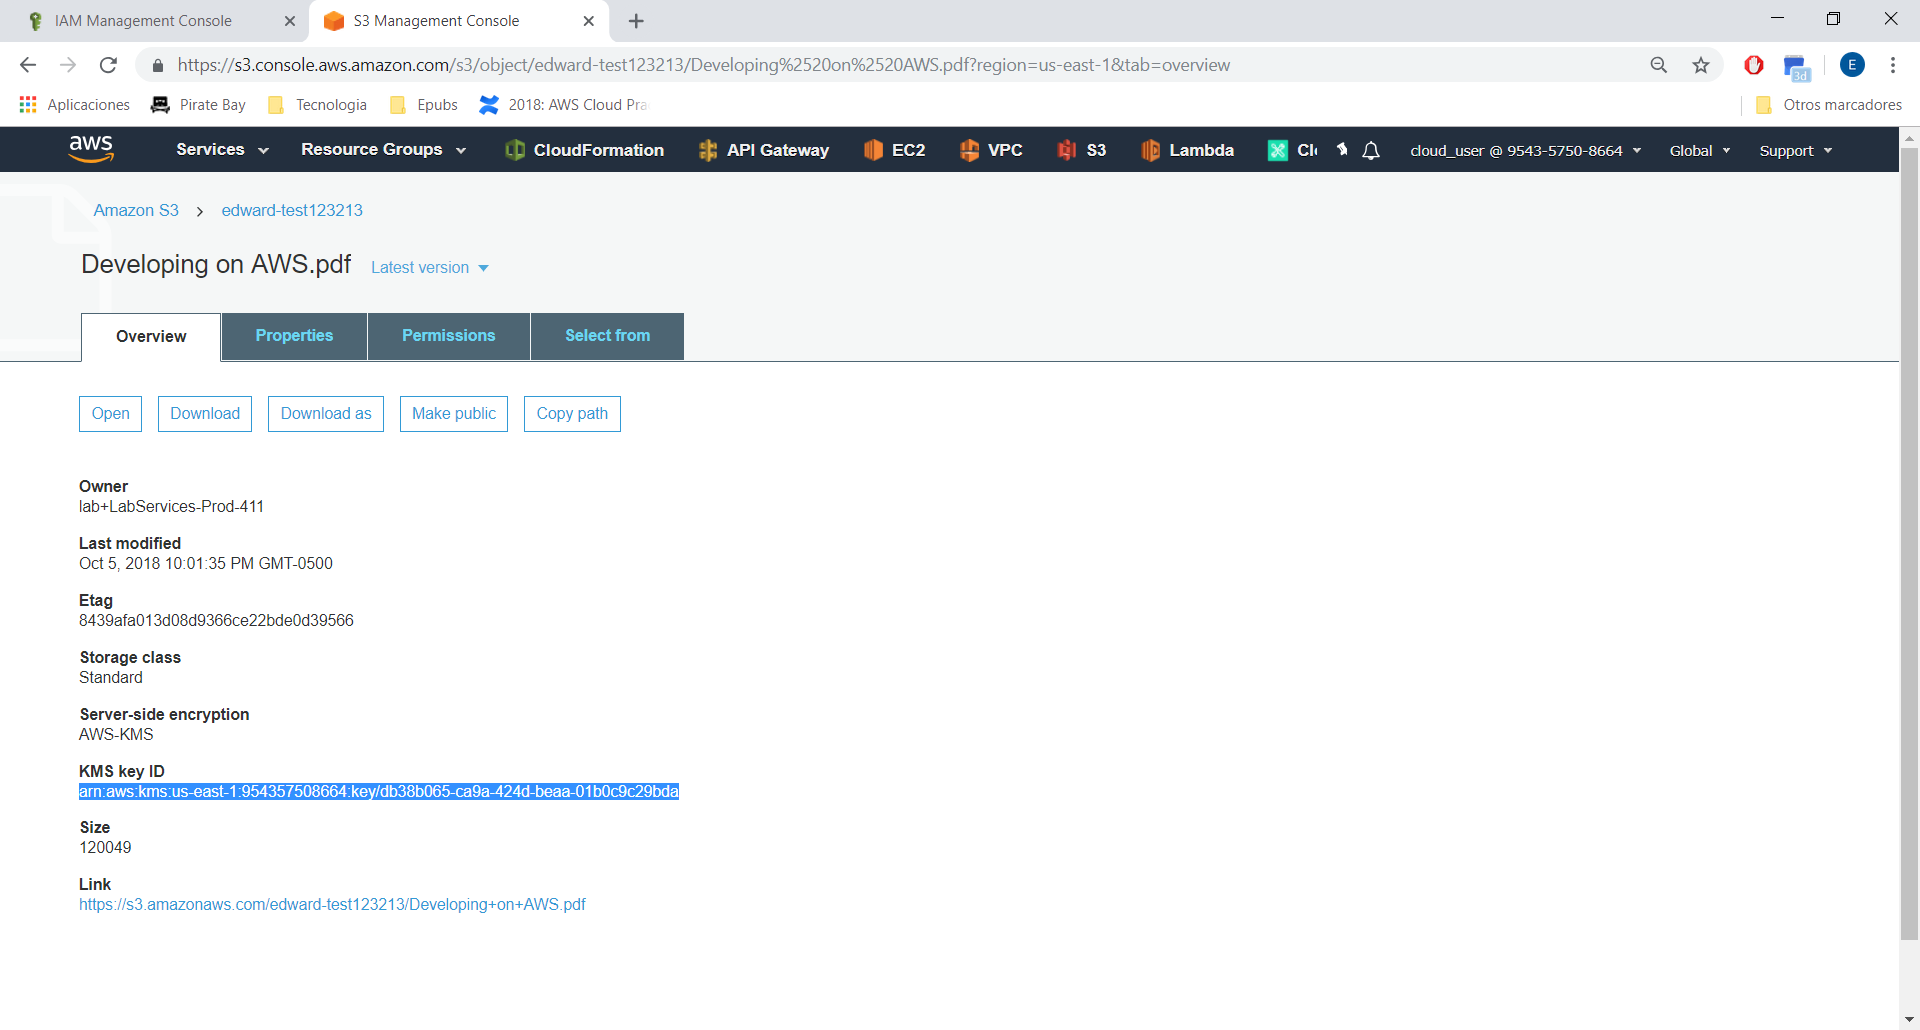 IAM Management Console
S3 Management Console
https://s3.console.aws.amazon.com/s3/object/edward-test123213/Developing%2520on%2520AWS.pdf?region=us-east-1&tab=overview
3d
E
Aplicaciones
Pirate Bay
Tecnologia
Epubs
2018: AWS Cloud Pra
Otros marcadores
aws
Services
Resource Groups
CloudFormation
API Gateway
EC2
VPC
S3
Lambda
Cl
cloud_user @ 9543-5750-8664
Global
Support
Amazon S3 > edward-test123213
Developing on AWS.pdf Latest version
Overview
Properties
Permissions
Select from
Open
Download
Download as
Make public
Copy path
Owner
lab+LabServices-Prod-411
Last modified
Oct 5, 2018 10:01:35 PM GMT-0500
Etag
8439afa013d08d9366ce22bde0d39566
Storage class
Standard
Server-side encryption
AWS-KMS
KMS key ID
arn:aws:kms:us-east-1:954357508664:key/db38b065-ca9a-424d-beaa-01b0c9c29bda
Size
120049
Link
https://s3.amazonaws.com/edward-test123213/Developing+on+AWS.pdf